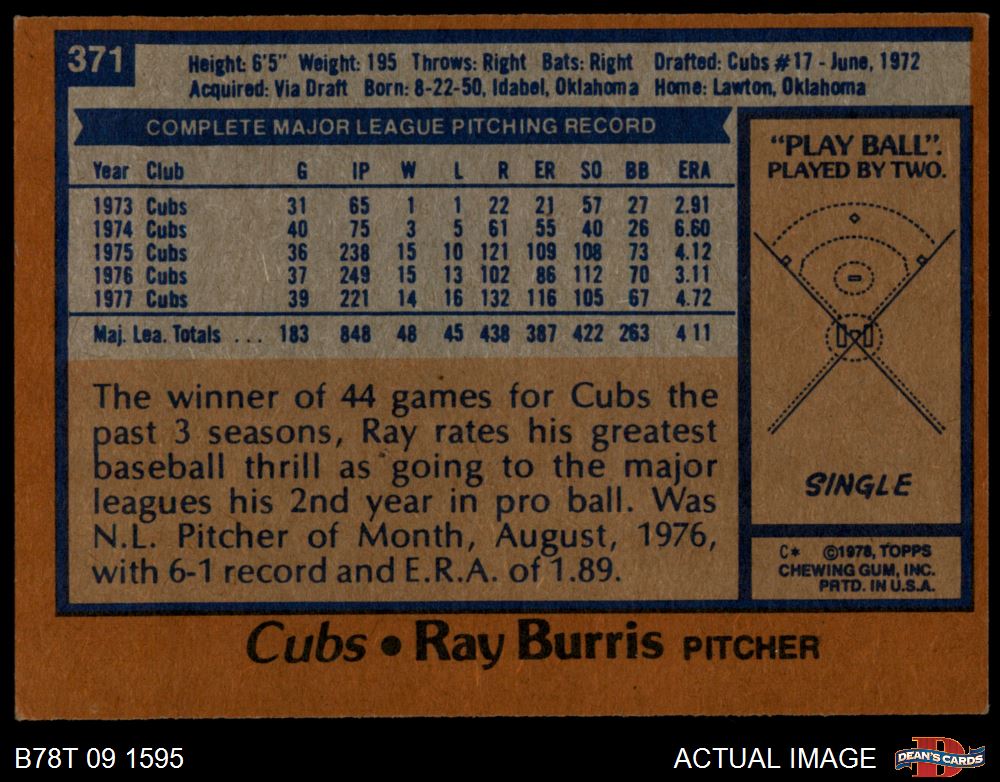 371
Height: 6'5" Weight: 195 Throws: Right Bats: Right Drafted: Cubs #17 - June, 1972
Acquired: Via Draft Born: 8-22-50, Idabel, Oklahoma Home: Lawton, Oklahoma
COMPLETE MAJOR LEAGUE PITCHING RECORD
Year Club G IP W L R ER SO BB ERA
1973 Cubs 31 65 1 1 22 21 57 27 2.91
1974 Cubs 40 75 3 5 61 55 40 26 6.60
1975 Cubs 36 238 15 10 121 109 108 73 4.12
1976 Cubs 37 249 15 13 102 86 112 70 3.11
1977 Cubs 39 221 14 16 132 116 105 67 4.72
Maj. Lea. Totals ... 183 848 48 45 438 387 422 263 4 11
The winner of 44 games for Cubs the
past 3 seasons, Ray rates his greatest
baseball thrill as going to the major
leagues his 2nd year in pro ball. Was
N.L. Pitcher of Month, August, 1976,
with 6-1 record and E.R.A. of 1.89.
"PLAY BALL".
PLAYED BY TWO.
SINGLE
C* ©1978, TOPPS
CHEWING GUM, INC.
PRTD. IN U.S.A.
Cubs • Ray Burris PITCHER
B78T 09 1595
ACTUAL IMAGE
D
DEAN'S CARDS